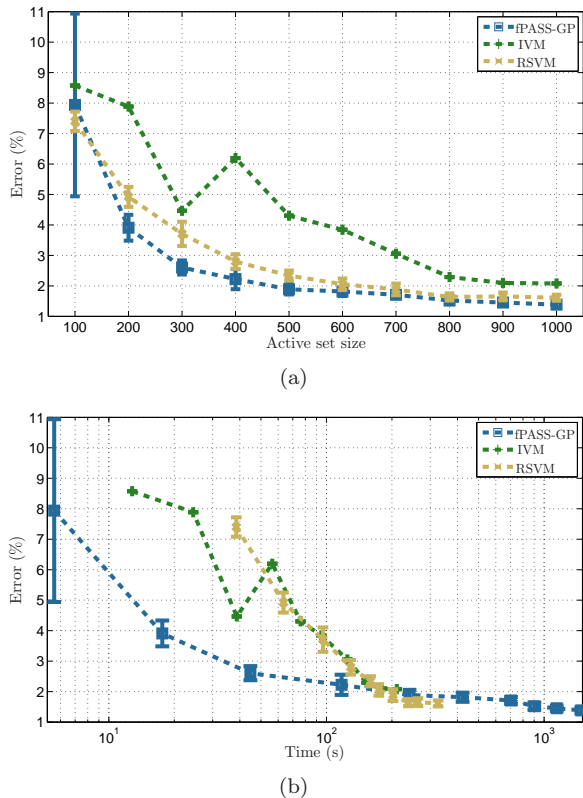 11
10
9
8
7
6
5
4
3
2
1
Error (%)
fPASS-GP
IVM
RSVM
100 200 300 400 500 600 700 800 900 1000
Active set size
(a)
11
10
9
8
7
6
5
4
3
2
1
Error (%)
fPASS-GP
IVM
RSVM
10¹ 10² 10³
Time (s)
(b)